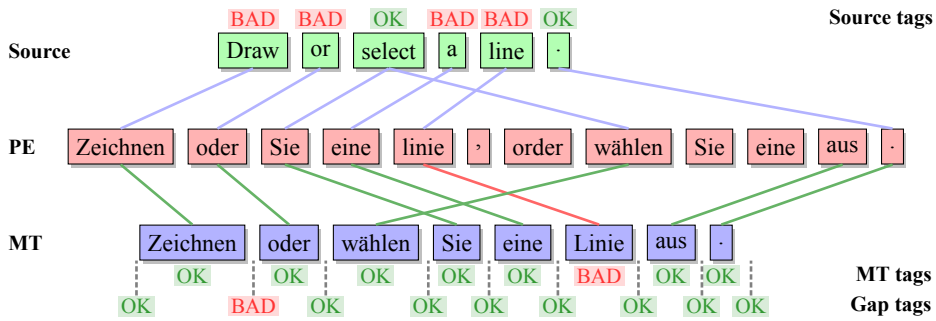 BAD BAD OK BAD BAD OK Source tags
Source Draw or select a line .
PE Zeichnen oder Sie eine linie , order wählen Sie eine aus .
MT Zeichnen oder wählen Sie eine Linie aus .
OK OK OK OK OK BAD OK OK MT tags
OK BAD OK OK OK OK OK OK OK Gap tags